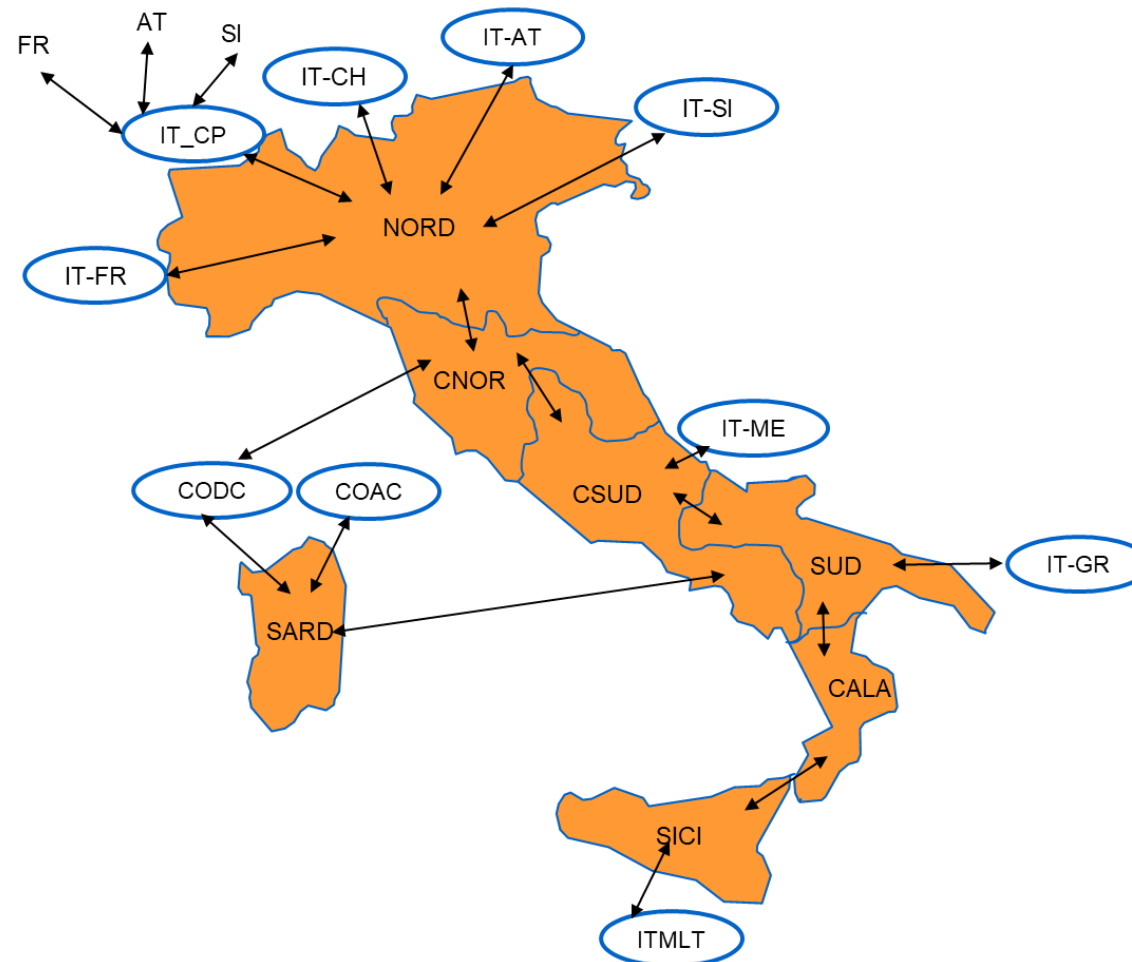 AT
FR
SI
IT-AT
IT-CH
IT-SI
IT_CP
NORD
IT-FR
CNOR
IT-ME
CODC
COAC
CSUD
SUD
IT-GR
SARD
CALA
SICI
ITMLT